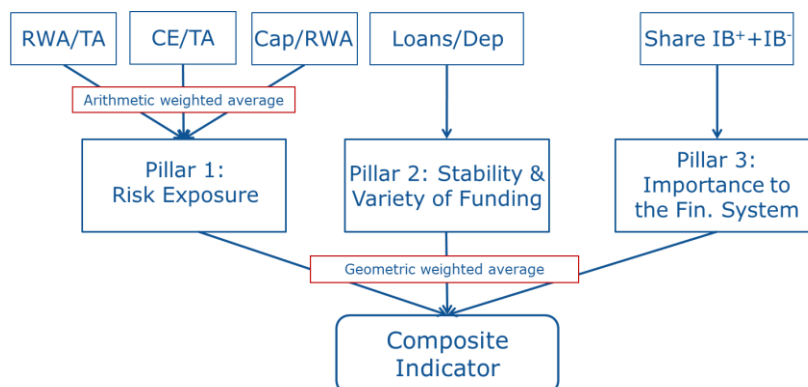 RWA/TA
CE/TA
Cap/RWA
Loans/Dep
Share IB⁺+IB⁻
Arithmetic weighted average
Pillar 1:
Risk Exposure
Pillar 2: Stability &
Variety of Funding
Pillar 3:
Importance to
the Fin. System
Geometric weighted average
Composite
Indicator